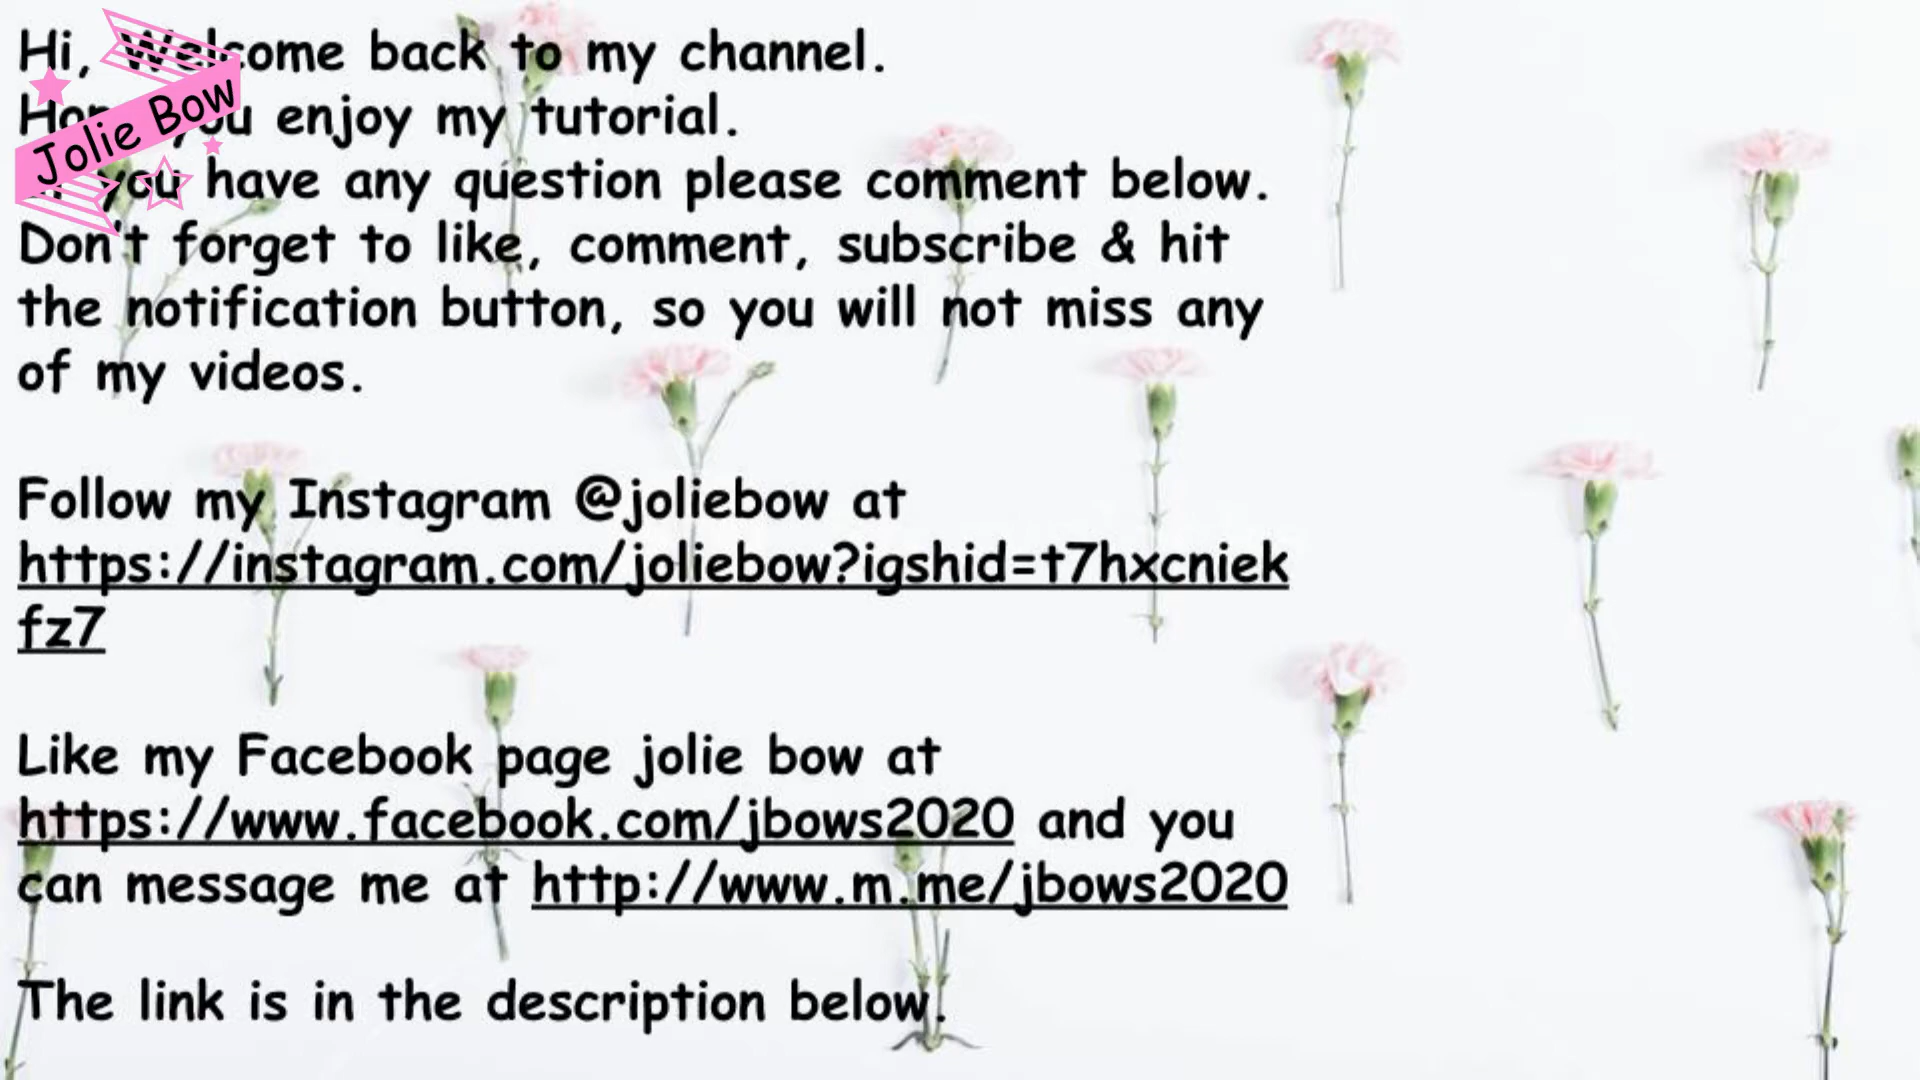 Hi, Welcome back to my channel.
Hope you enjoy my tutorial.
you have any question please comment below.
Don't forget to like, comment, subscribe & hit
the notification button, so you will not miss any
of my videos.
Follow my Instagram @joliebow at
https://instagram.com/joliebow?igshid=t7hxcniek
fz7
Like my Facebook page jolie bow at
https://www.facebook.com/jbows2020 and you
can message me at http://www.m.me/jbows2020
The link is in the description below.
Jolie Bow